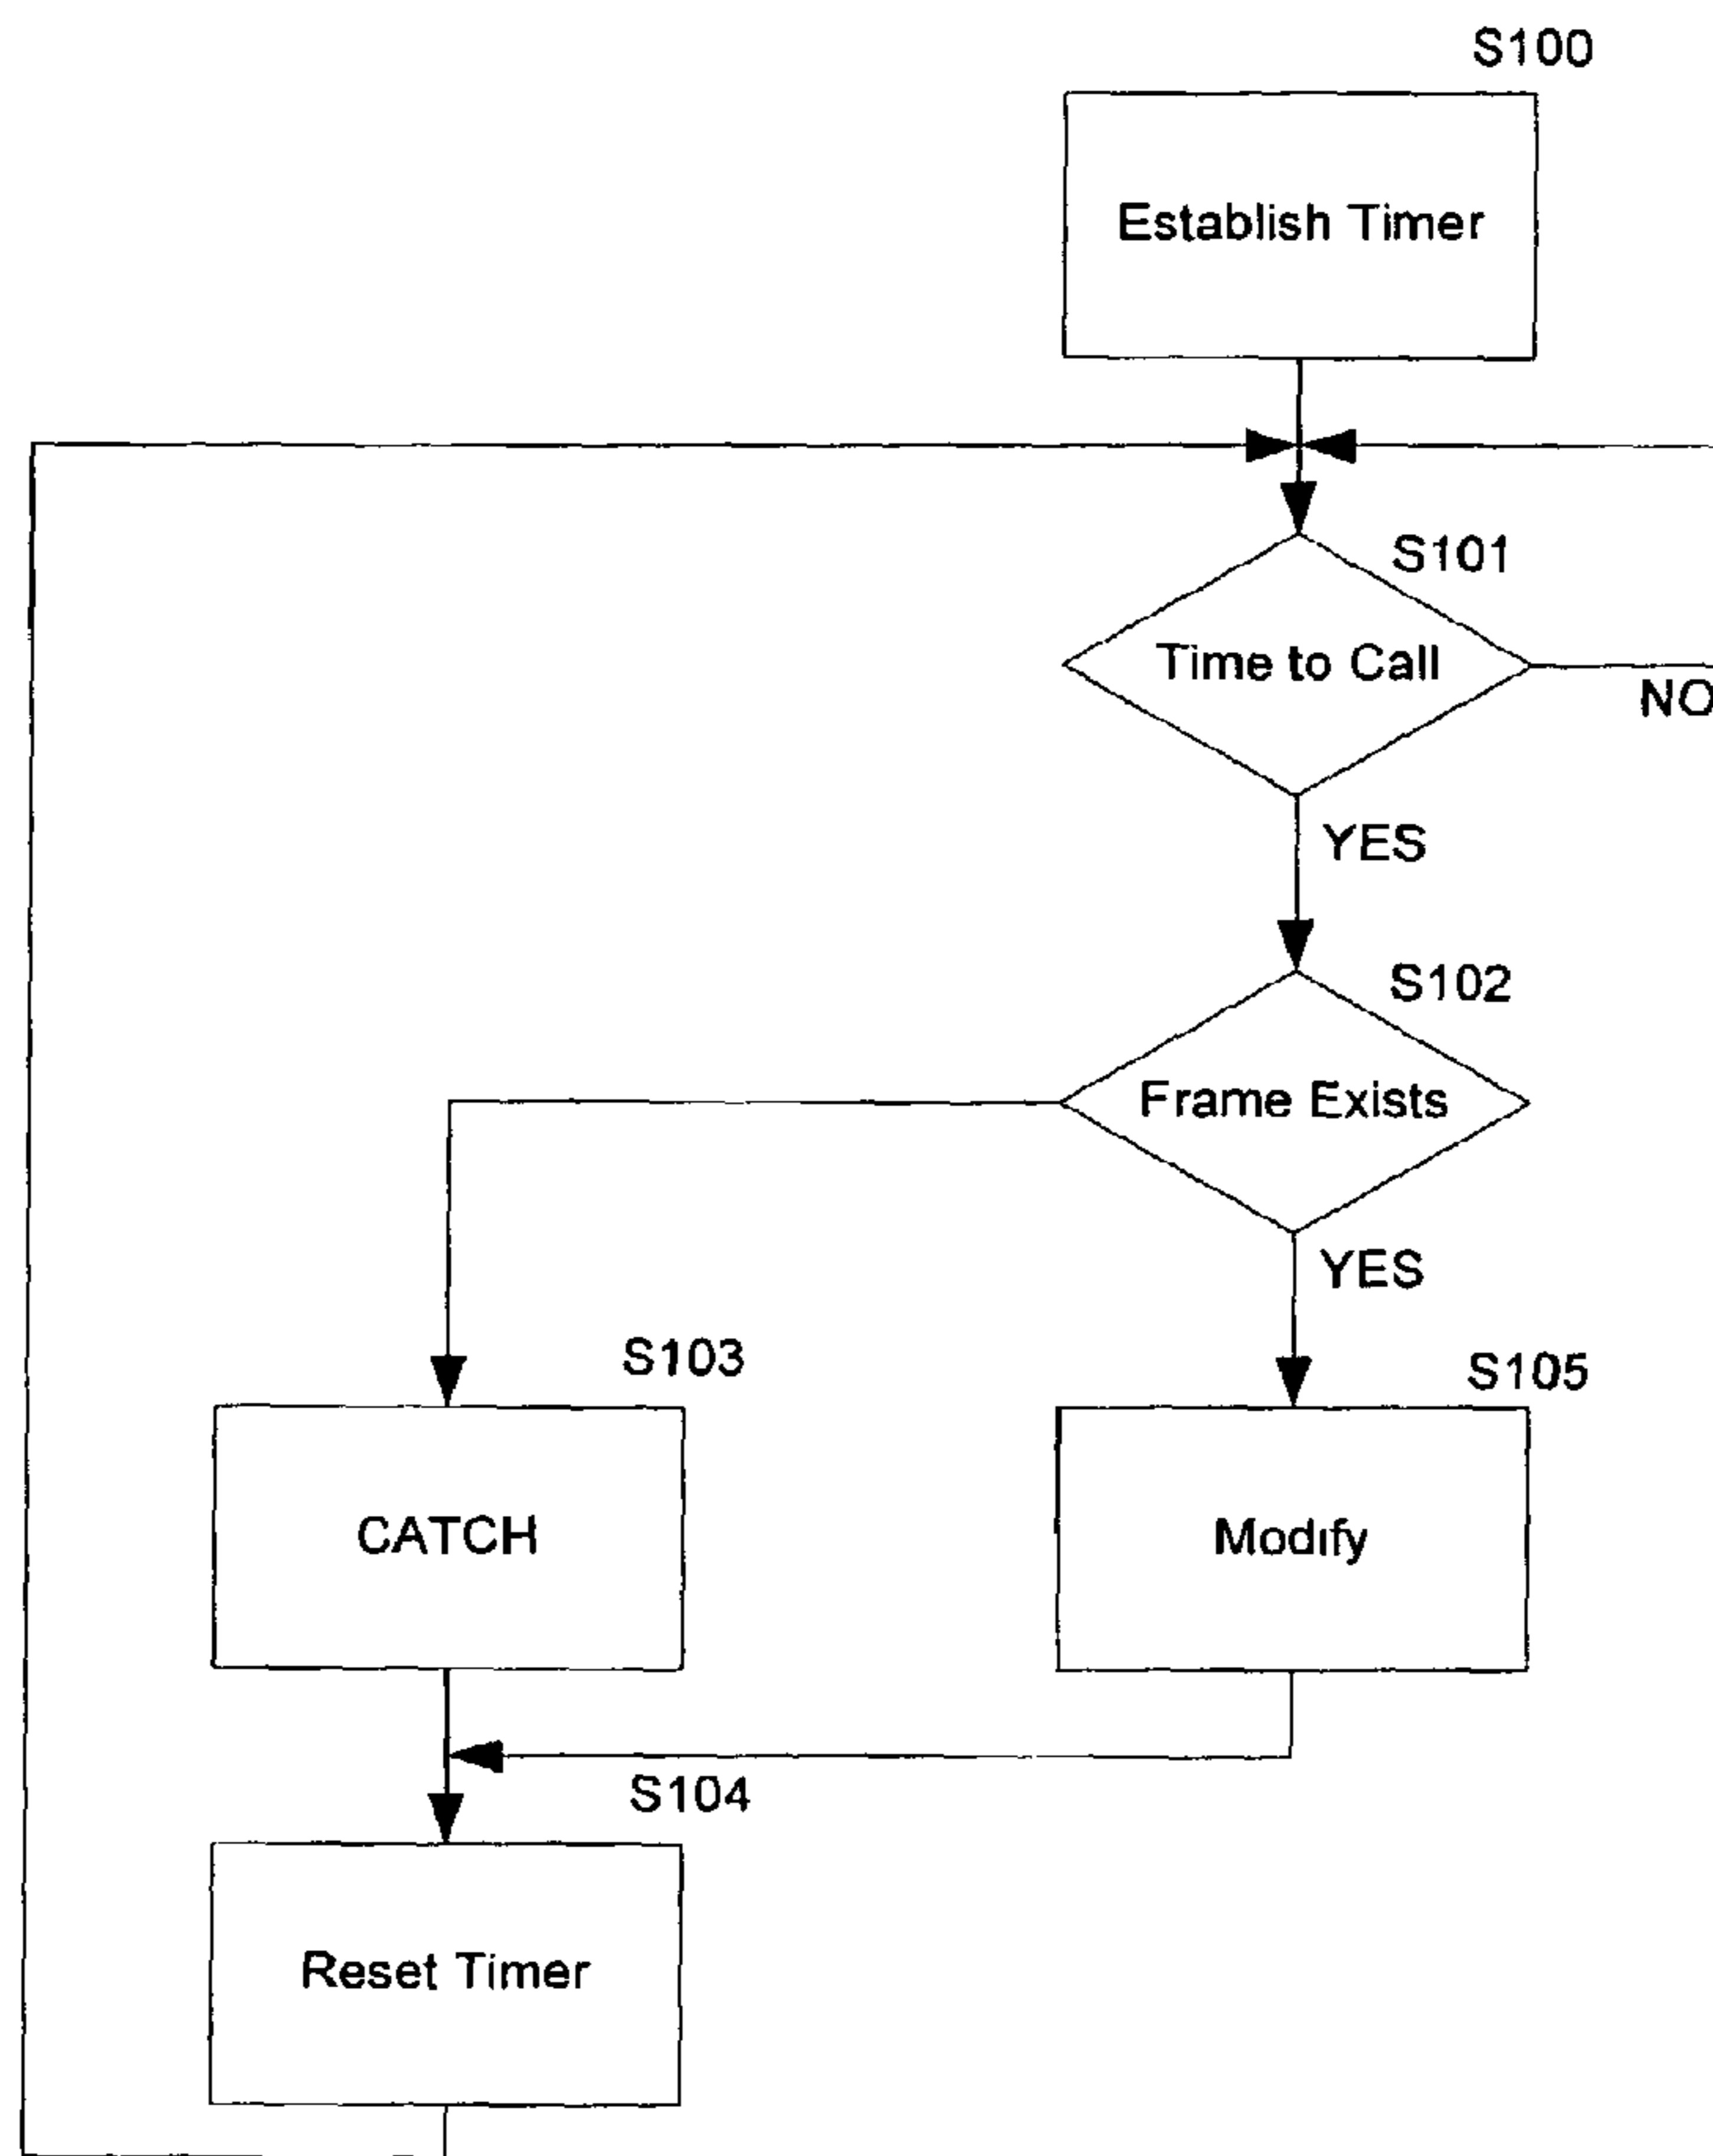 S100
Establish Timer
S101
Time to Call
NO
YES
S102
Frame Exists
YES
S103
S105
CATCH
Modify
S104
Reset Timer